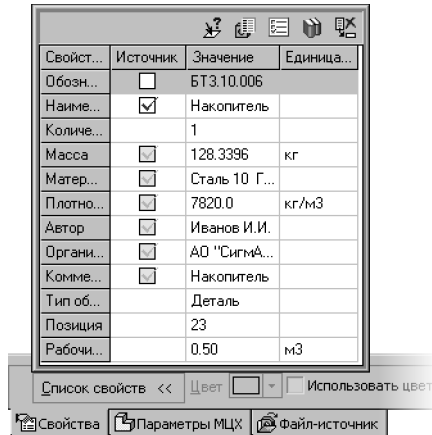 Свойст... Источник Значение Единица...
Обозн... БТ3.10.006
Наиме... Накопитель
Количе... 1
Масса 128.3396 кг
Матер... Сталь 10 Г...
Плотно... 7820.0 кг/м3
Автор Иванов И.И.
Органи... АО "СигмА...
Комме... Накопитель
Тип об... Деталь
Позиция 23
Рабочи... 0.50 м3
Список свойств << Цвет Использовать цвет
Свойства Параметры МЦХ Файл-источник